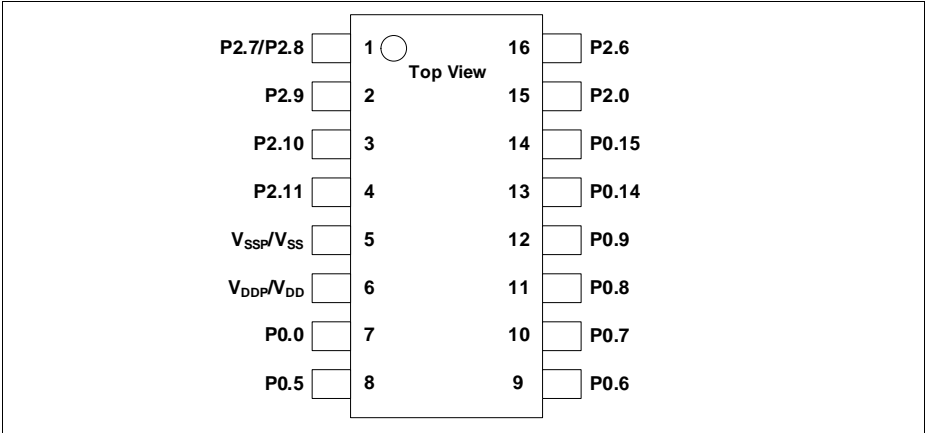 P2.7/P2.8 1 16 P2.6
Top View
P2.9 2 15 P2.0
P2.10 3 14 P0.15
P2.11 4 13 P0.14
VSSP/VSS 5 12 P0.9
VDDP/VDD 6 11 P0.8
P0.0 7 10 P0.7
P0.5 8 9 P0.6